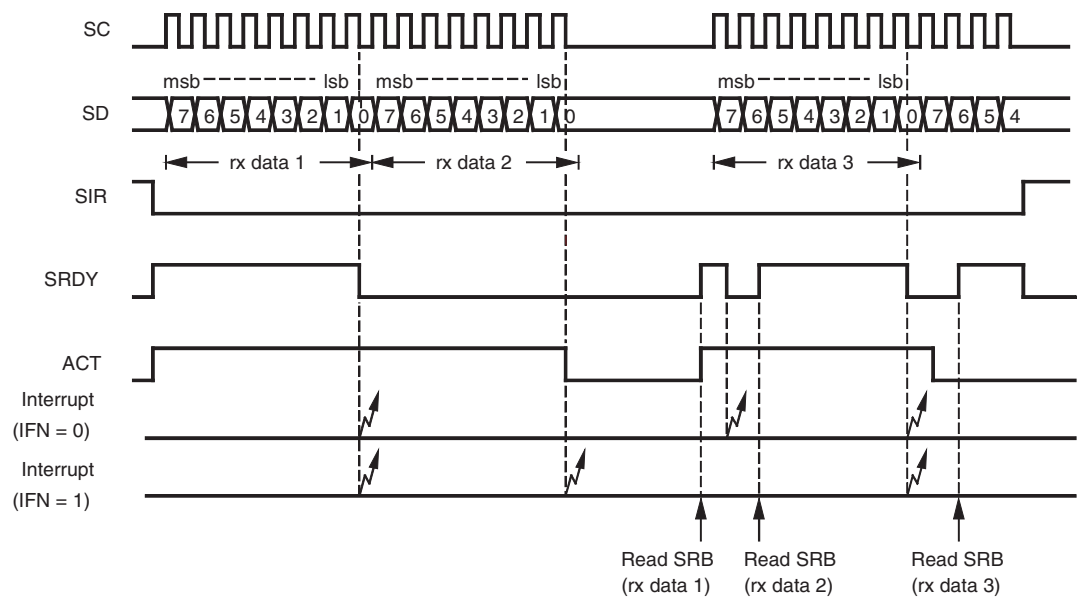 SC
msb lsb msb lsb msb lsb
SD 7 6 5 4 3 2 1 0 7 6 5 4 3 2 1 0 7 6 5 4 3 2 1 0 7 6 5 4
rx data 1 rx data 2 rx data 3
SIR
SRDY
ACT
Interrupt
(IFN = 0)
Interrupt
(IFN = 1)
Read SRB
(rx data 1)
Read SRB
(rx data 2)
Read SRB
(rx data 3)